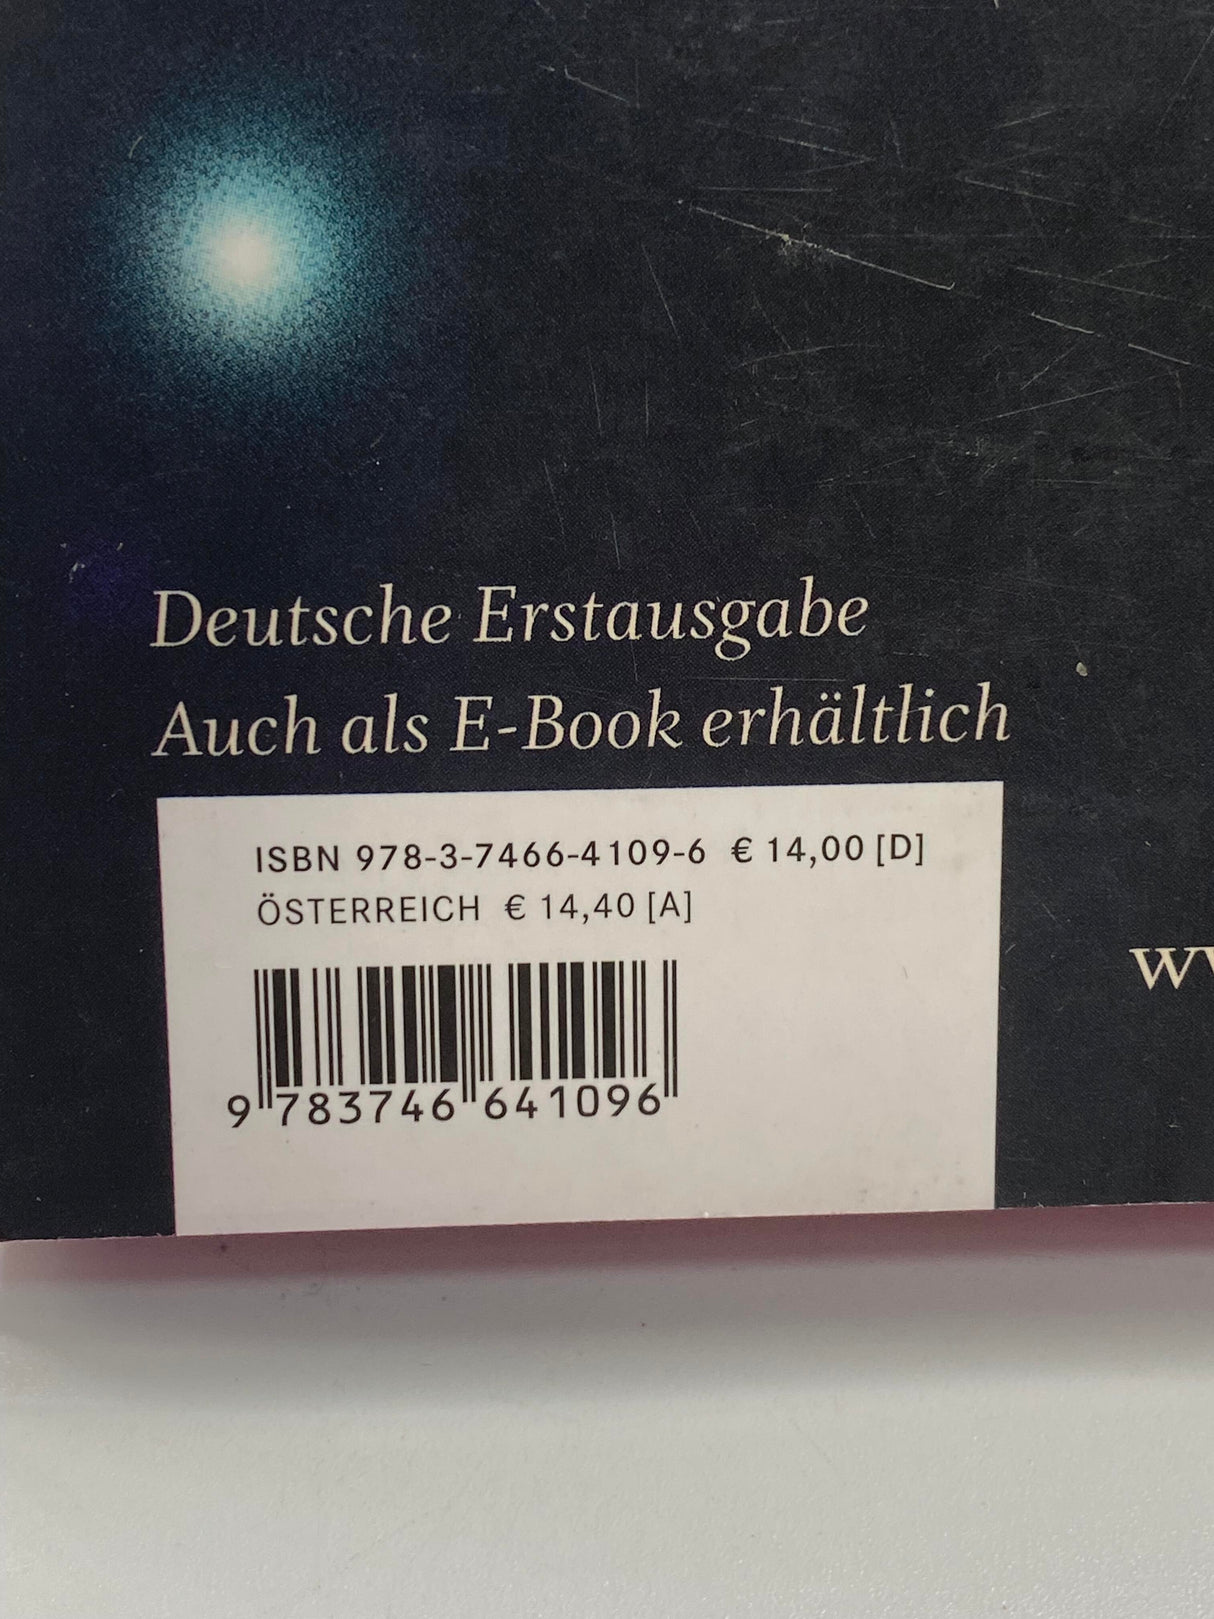 Deutsche Erstausgabe
Auch als E-Book erhältlich
ISBN 978-3-7466-4109-6 € 14,00 [D]
ÖSTERREICH € 14,40 [A]
9 783746 641096